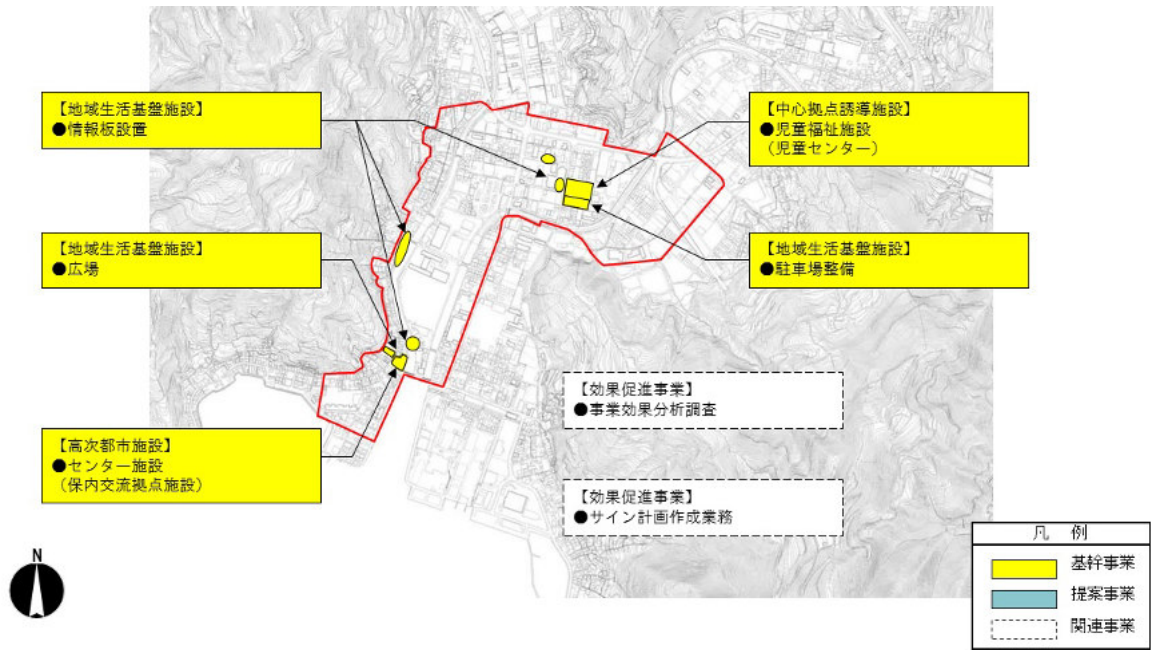 【地域生活基盤施設】
●情報板設置
【中心拠点誘導施設】
●児童福祉施設
（児童センター）
【地域生活基盤施設】
●広場
【地域生活基盤施設】
●駐車場整備
【効果促進事業】
●事業効果分析調査
【高次都市施設】
●センター施設
（保内交流拠点施設）
【効果促進事業】
●サイン計画作成業務
凡　例
基幹事業
提案事業
関連事業
N